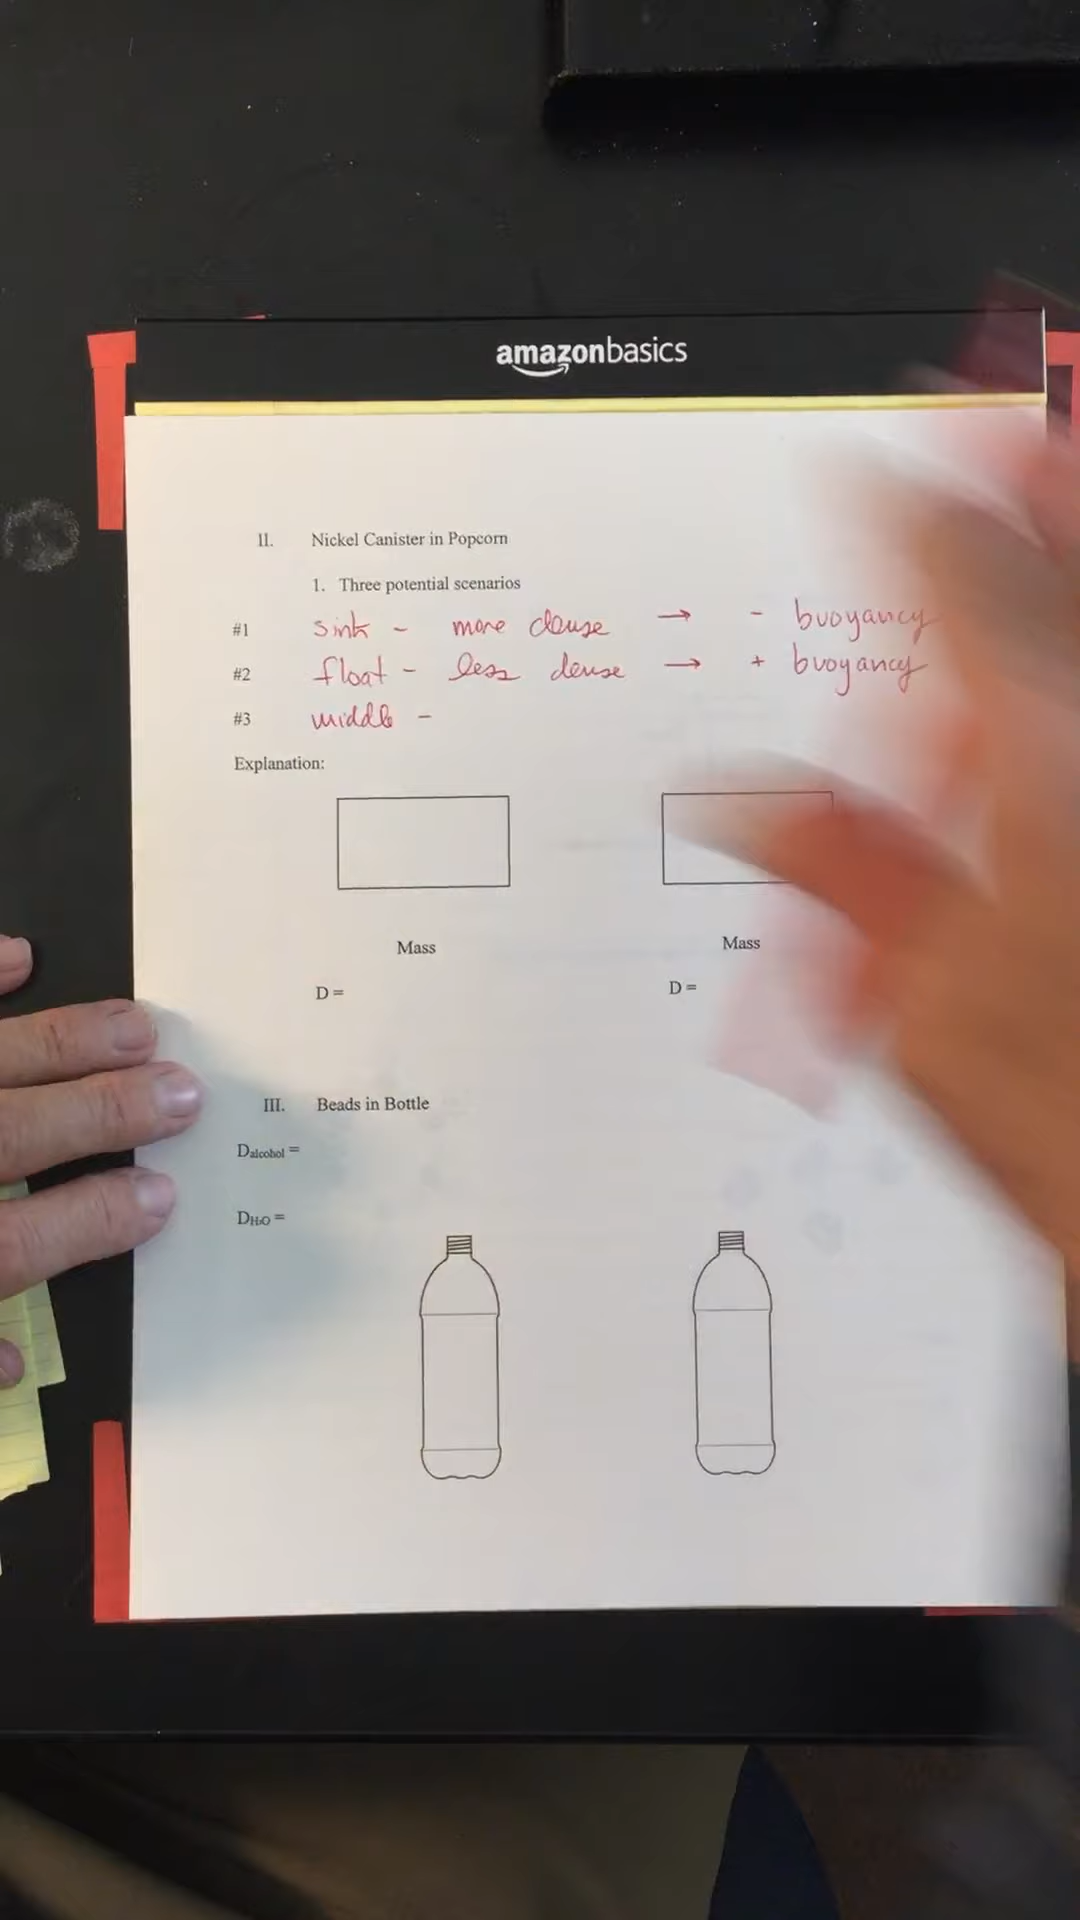 amazonbasics
II. Nickel Canister in Popcorn
1. Three potential scenarios
#1 sink - more dense → - buoyancy
#2 float - less dense → + buoyancy
#3 middle -
Explanation:
Mass Mass
D = D =
III. Beads in Bottle
Dalcohol =
DH₂O =